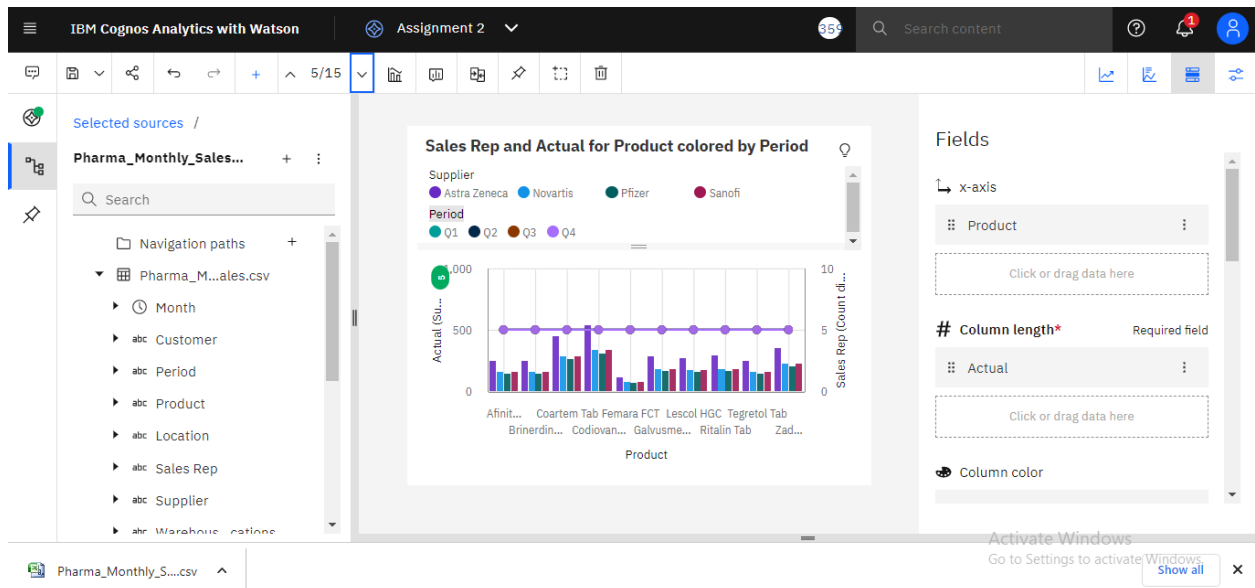 IBM Cognos Analytics with Watson
Assignment 2
359
Search content
1
5/15
Selected sources /
Pharma_Monthly_Sales...
Search
Navigation paths
Pharma_M...ales.csv
Month
abc Customer
abc Period
abc Product
abc Location
abc Sales Rep
abc Supplier
abc Warehous...cations
Sales Rep and Actual for Product colored by Period
Supplier
Astra Zeneca Novartis Pfizer Sanofi
Period
Q1 Q2 Q3 Q4
5
1,000
500
0
Actual (Su...
10
5
0
Sales Rep (Count di...
Afinit... Coartem Tab Femara FCT Lescol HGC Tegretol Tab
Brinerdin... Codiovan... Galvusme... Ritalin Tab Zad...
Product
Fields
x-axis
Product
Click or drag data here
# Column length* Required field
Actual
Click or drag data here
Column color
Activate Windows
Go to Settings to activate Windows.
Pharma_Monthly_S....csv
Show all